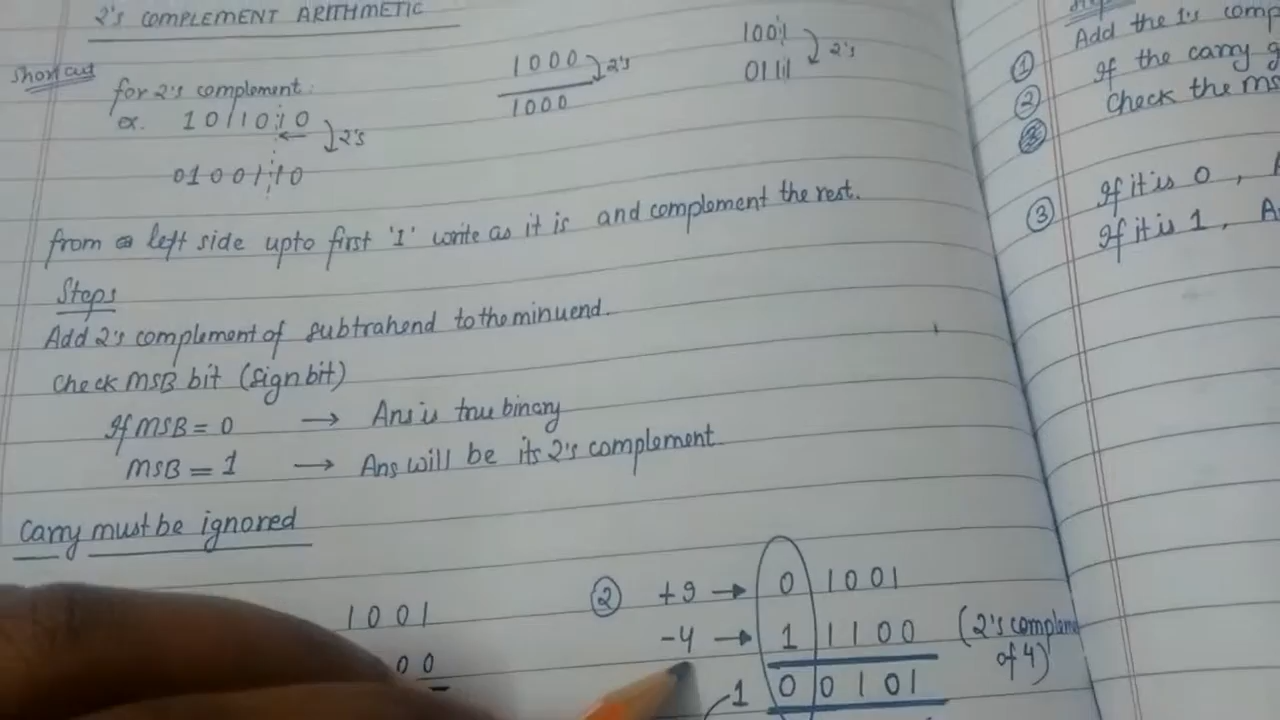 2's COMPLEMENT ARITHMETIC
Shortcut
for 2's complement:
ex. 1011010
2's
0100110
1000
2's
1000
1001
2's
0111
from a left side upto first '1' write as it is and complement the rest.
Steps
Add 2's complement of subtrahend to the minuend.
Check MSB bit (sign bit)
If MSB = 0 → Ans is true binary
MSB = 1 → Ans will be its 2's complement
Carry must be ignored
1001
00
② +9 → 0 1001
-4 → 1 1100 (2's complem
of 4)
1 0 0101
Add the 1's comp
①
If the carry g
②
Check the ms
③
If it is 0,
If it is 1, A